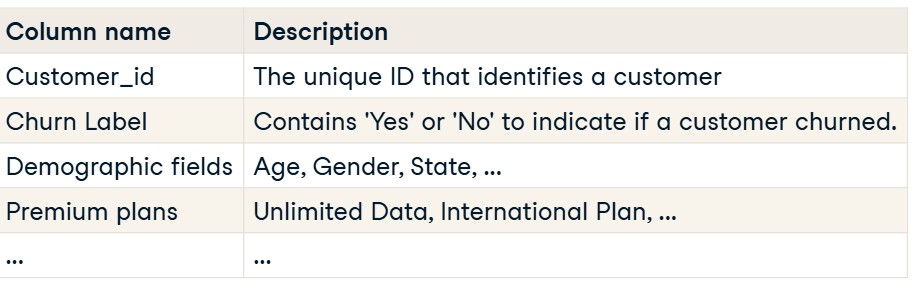 Column name Description
Customer_id The unique ID that identifies a customer
Churn Label Contains 'Yes' or 'No' to indicate if a customer churned.
Demographic fields Age, Gender, State, ...
Premium plans Unlimited Data, International Plan, ...
... ...